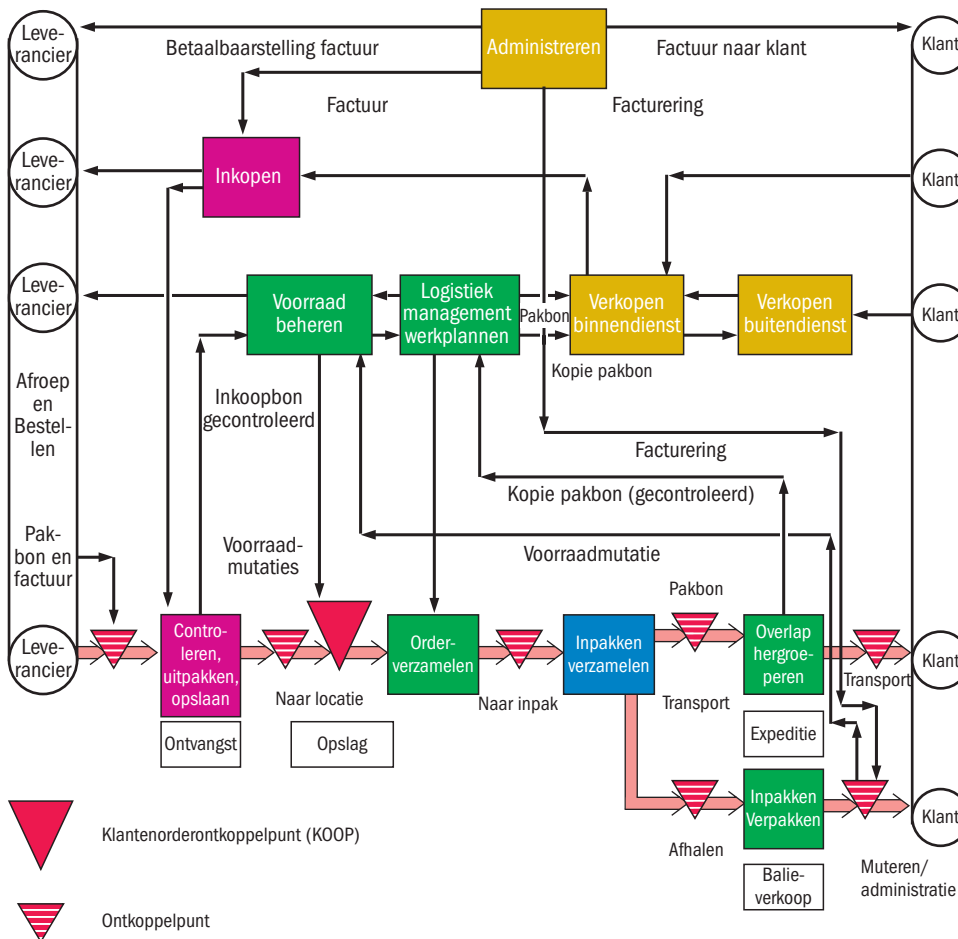 Leve-
rancier
Betaalbaarstelling factuur
Administreren
Factuur naar klant
Klant
Factuur
Facturering
Leve-
rancier
Inkopen
Klant
Leve-
rancier
Voorraad
beheren
Logistiek
management
werkplannen
Pakbon
Verkopen
binnendienst
Verkopen
buitendienst
Klant
Kopie pakbon
Afroep
en
Bestel-
len
Inkoopbon
gecontroleerd
Facturering
Kopie pakbon (gecontroleerd)
Pak-
bon en
factuur
Voorraad-
mutaties
Voorraadmutatie
Pakbon
Leve-
rancier
Contro-
leren,
uitpakken,
opslaan
Order-
verzamelen
Inpakken
verzamelen
Overlap
hergroe-
peren
Klant
Naar locatie
Naar inpak
Transport
Transport
Ontvangst
Opslag
Expeditie
Inpakken
Verpakken
Klant
Klantenorderontkoppelpunt (KOOP)
Afhalen
Balie-
verkoop
Muteren/
administratie
Ontkoppelpunt